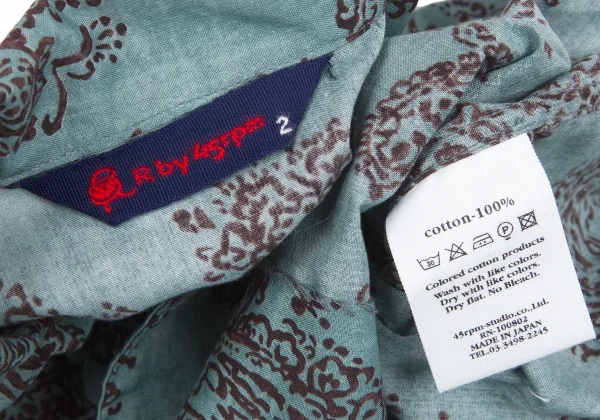 R by 45rpm 2
cotton-100%
30 P
Colored cotton products
Wash with like colors.
Dry with like colors.
Dry flat. No Bleach.
45rpm-studio.co.Ltd.
RN-100802
MADE IN JAPAN
TEL.03-3498-2245